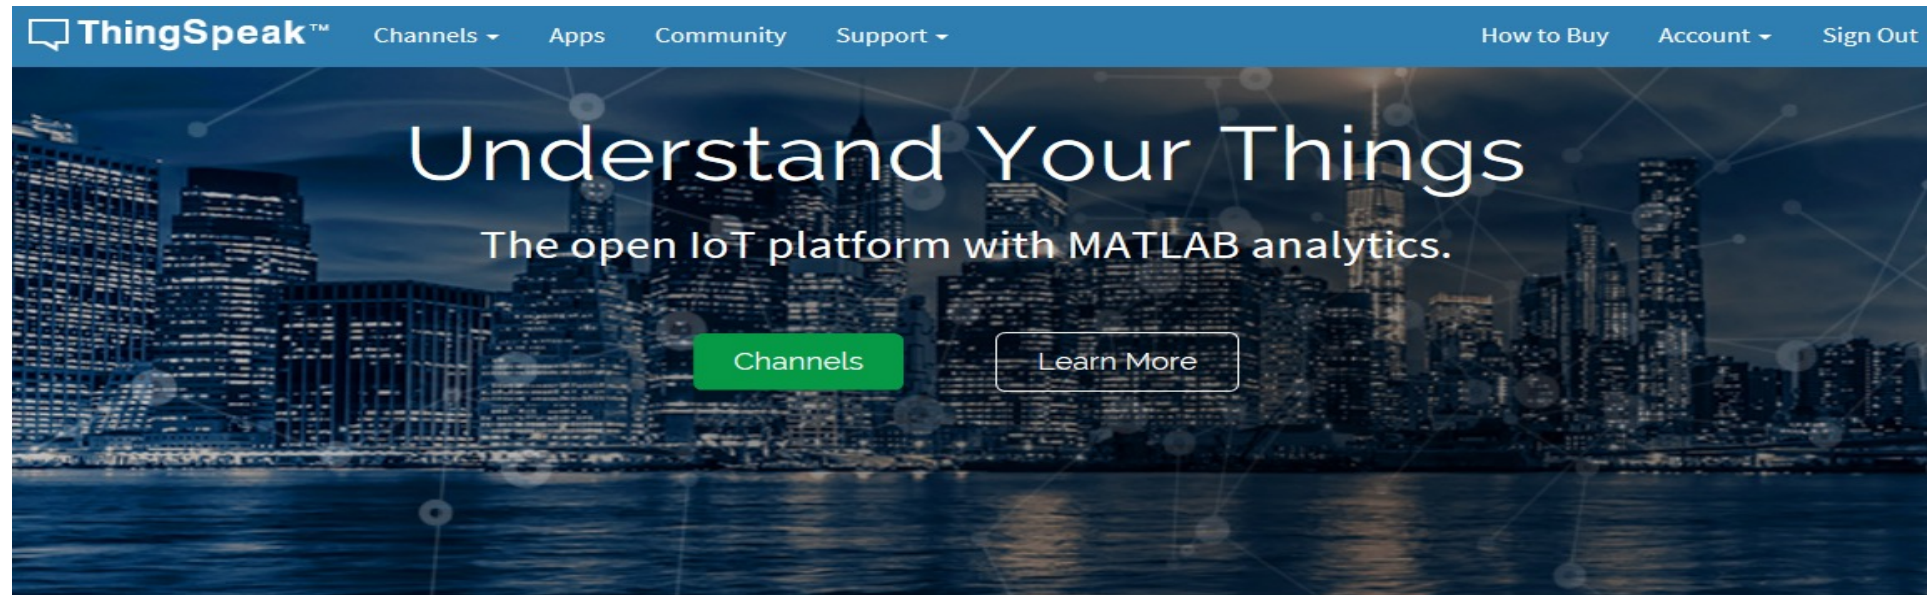 ThingSpeak™ Channels Apps Community Support How to Buy Account Sign Out
Understand Your Things
The open IoT platform with MATLAB analytics.
Channels Learn More